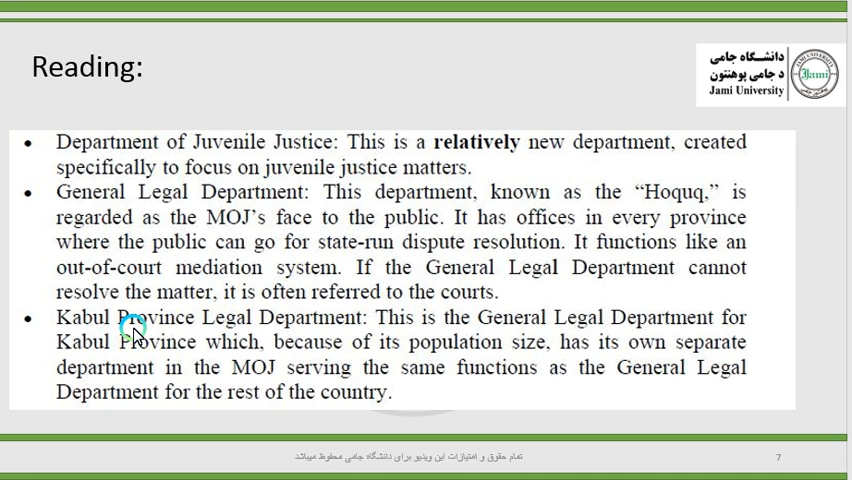 Reading:
دانشگاه جامی
د جامی پوهنتون
Jami University
Jami
• Department of Juvenile Justice: This is a relatively new department, created
specifically to focus on juvenile justice matters.
• General Legal Department: This department, known as the “Hoquq,” is
regarded as the MOJ’s face to the public. It has offices in every province
where the public can go for state-run dispute resolution. It functions like an
out-of-court mediation system. If the General Legal Department cannot
resolve the matter, it is often referred to the courts.
• Kabul Province Legal Department: This is the General Legal Department for
Kabul Province which, because of its population size, has its own separate
department in the MOJ serving the same functions as the General Legal
Department for the rest of the country.
تمام حقوق و امتیازات این ویدیو برای دانشگاه جامی محفوظ میباشد
7